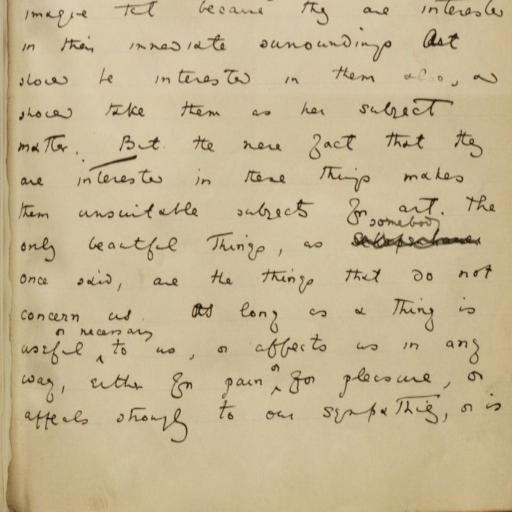 imagine that because they are interested
in their immediate surroundings Art
should be interested in them also, and
should take them as her subject
matter. But the mere fact that they
are interested in these things makes
them unsuitable subjects for art. The
only beautiful things, as somebody
once said, are the things that do not
concern us. As long as a thing is
useful or necessary to us, or affects us in any
way, either for pain or for pleasure, or
appeals strongly to our sympathies, or is